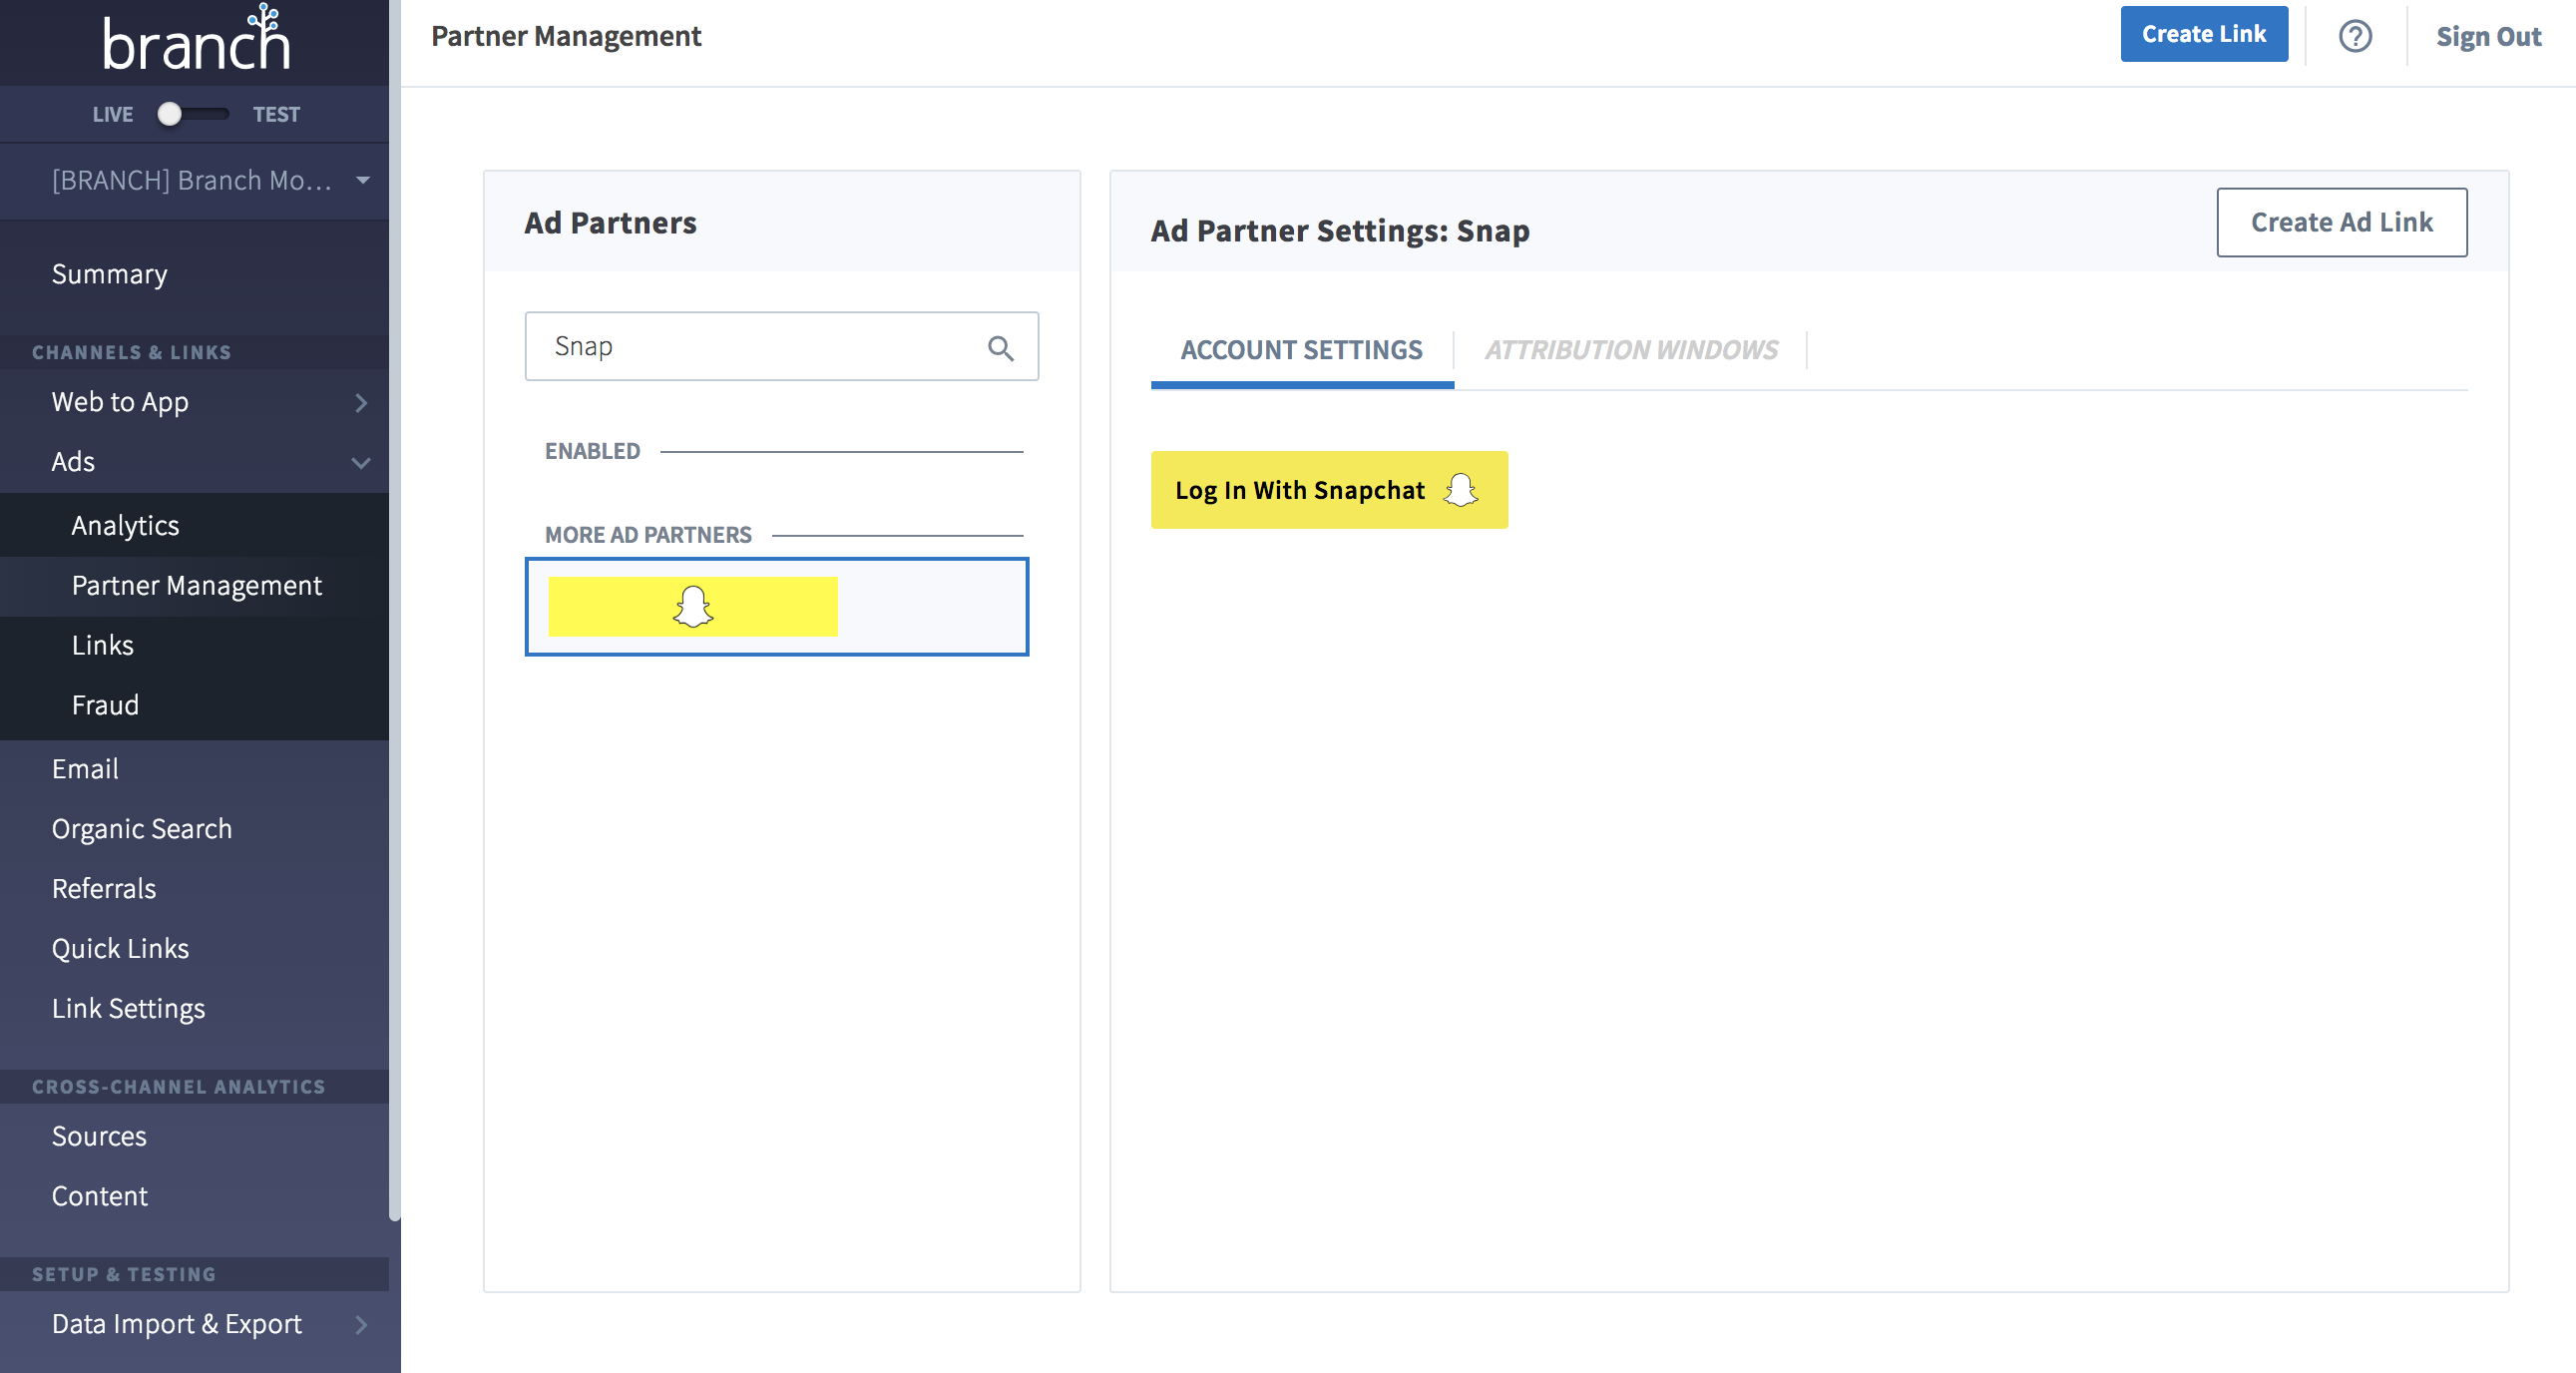 branch
LIVE TEST
[BRANCH] Branch Mo...
Summary
CHANNELS & LINKS
Web to App
Ads
Analytics
Partner Management
Links
Fraud
Email
Organic Search
Referrals
Quick Links
Link Settings
CROSS-CHANNEL ANALYTICS
Sources
Content
SETUP & TESTING
Data Import & Export
Partner Management
Create Link
?
Sign Out
Ad Partners
Snap
ENABLED
MORE AD PARTNERS
Ad Partner Settings: Snap
Create Ad Link
ACCOUNT SETTINGS
ATTRIBUTION WINDOWS
Log In With Snapchat